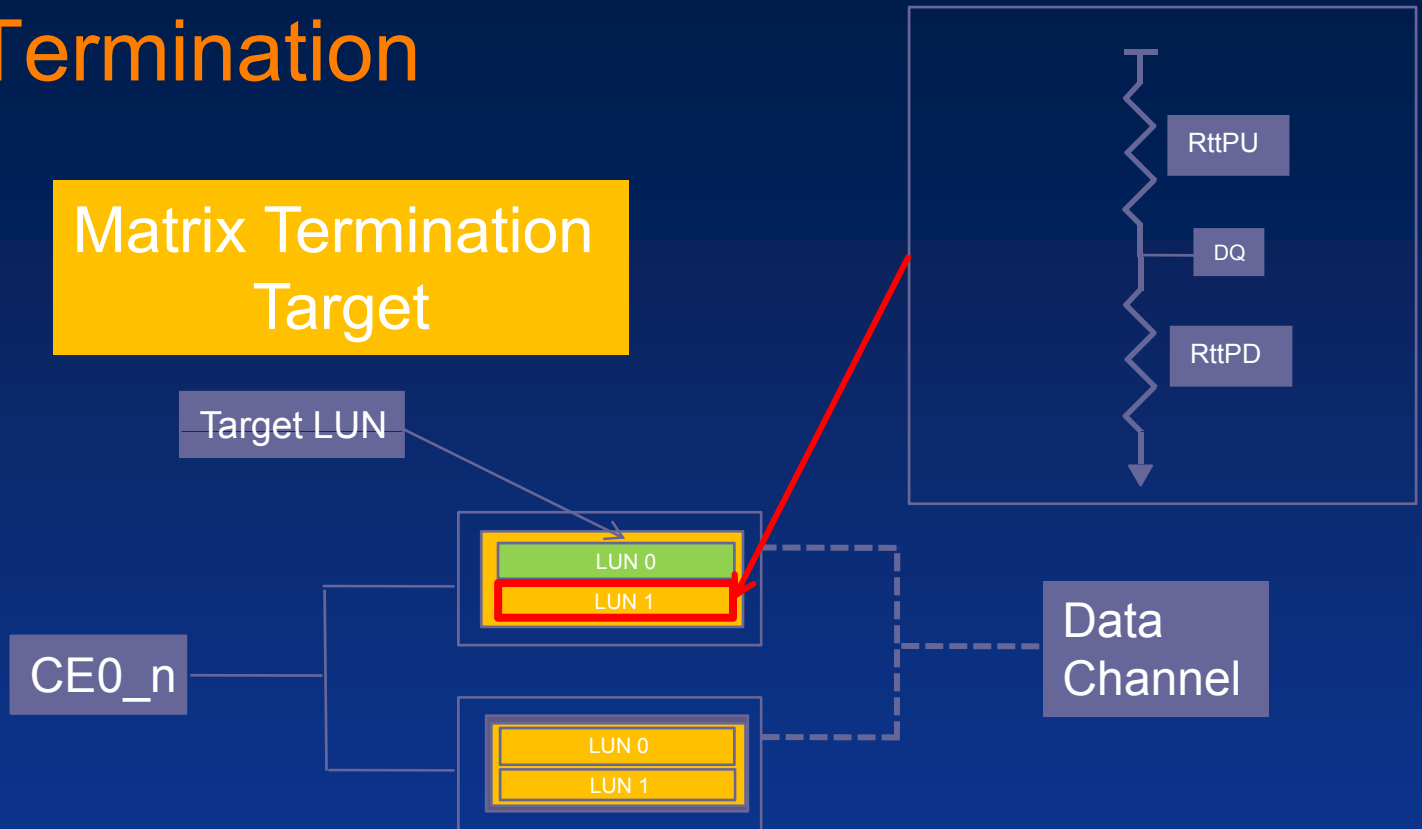 Termination
Matrix Termination
Target
RttPU
DQ
RttPD
Target LUN
LUN 0
LUN 1
CE0_n
Data
Channel
LUN 0
LUN 1